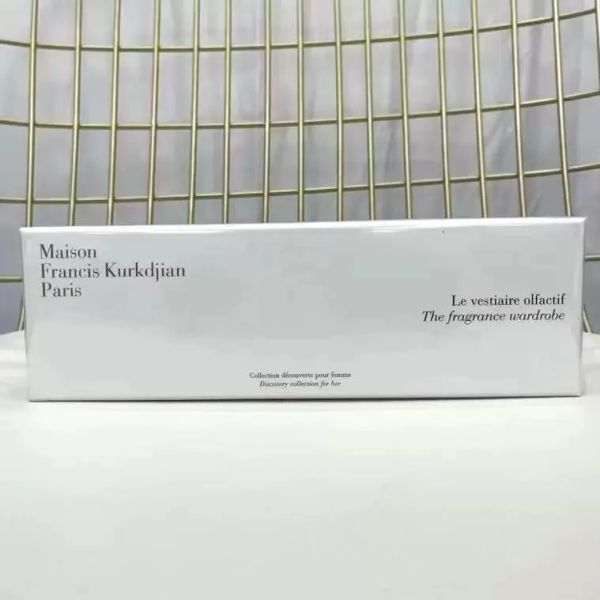 Maison
Francis Kurkdjian
Paris
Le vestiaire olfactif
The fragrance wardrobe
Collection découverte pour femme
Discovery collection for her